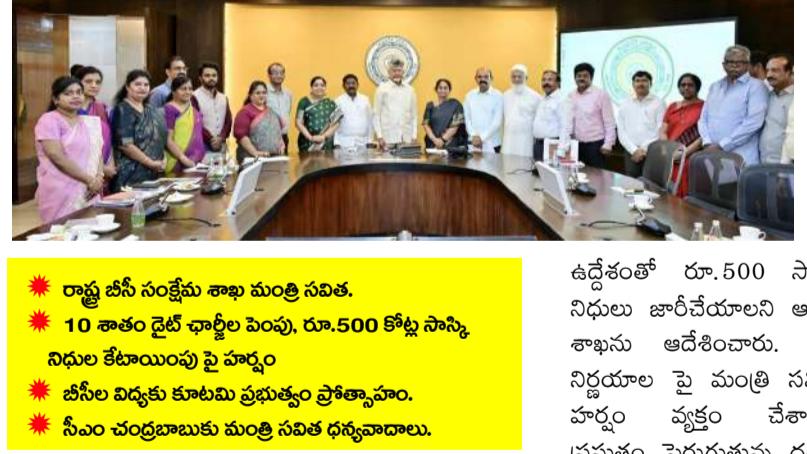 రాష్ట్ర బీసీ సంక్షేమ శాఖ మంత్రి సవిత.
10 శాతం డైట్ ఛార్జీల పెంపు, రూ.500 కోట్ల సాస్కి
నిధుల కేటాయింపు పై హర్షం
బీసీల విద్యకు కూటమి ప్రభుత్వం ప్రోత్సాహం.
సీఎం చంద్రబాబుకు మంత్రి సవిత ధన్యవాదాలు.
ఉద్దేశంతో రూ.500
నిధులు జారీచేయాలని
శాఖను ఆదేశించారు.
నిర్ణయాల పై మంత్రి
హర్షం వ్యక్తం